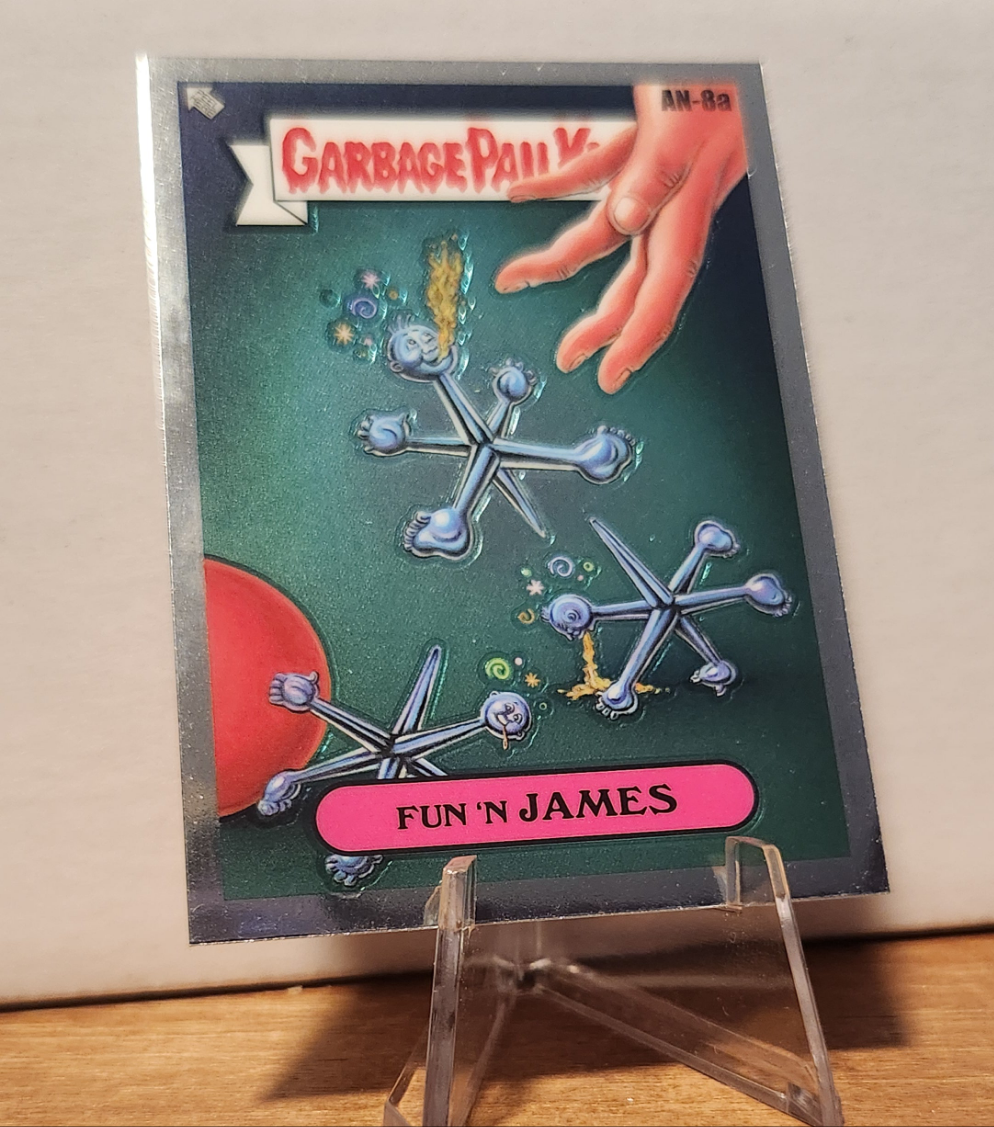 AN-8a
GARBAGE PAIL K
FUN 'N JAMES